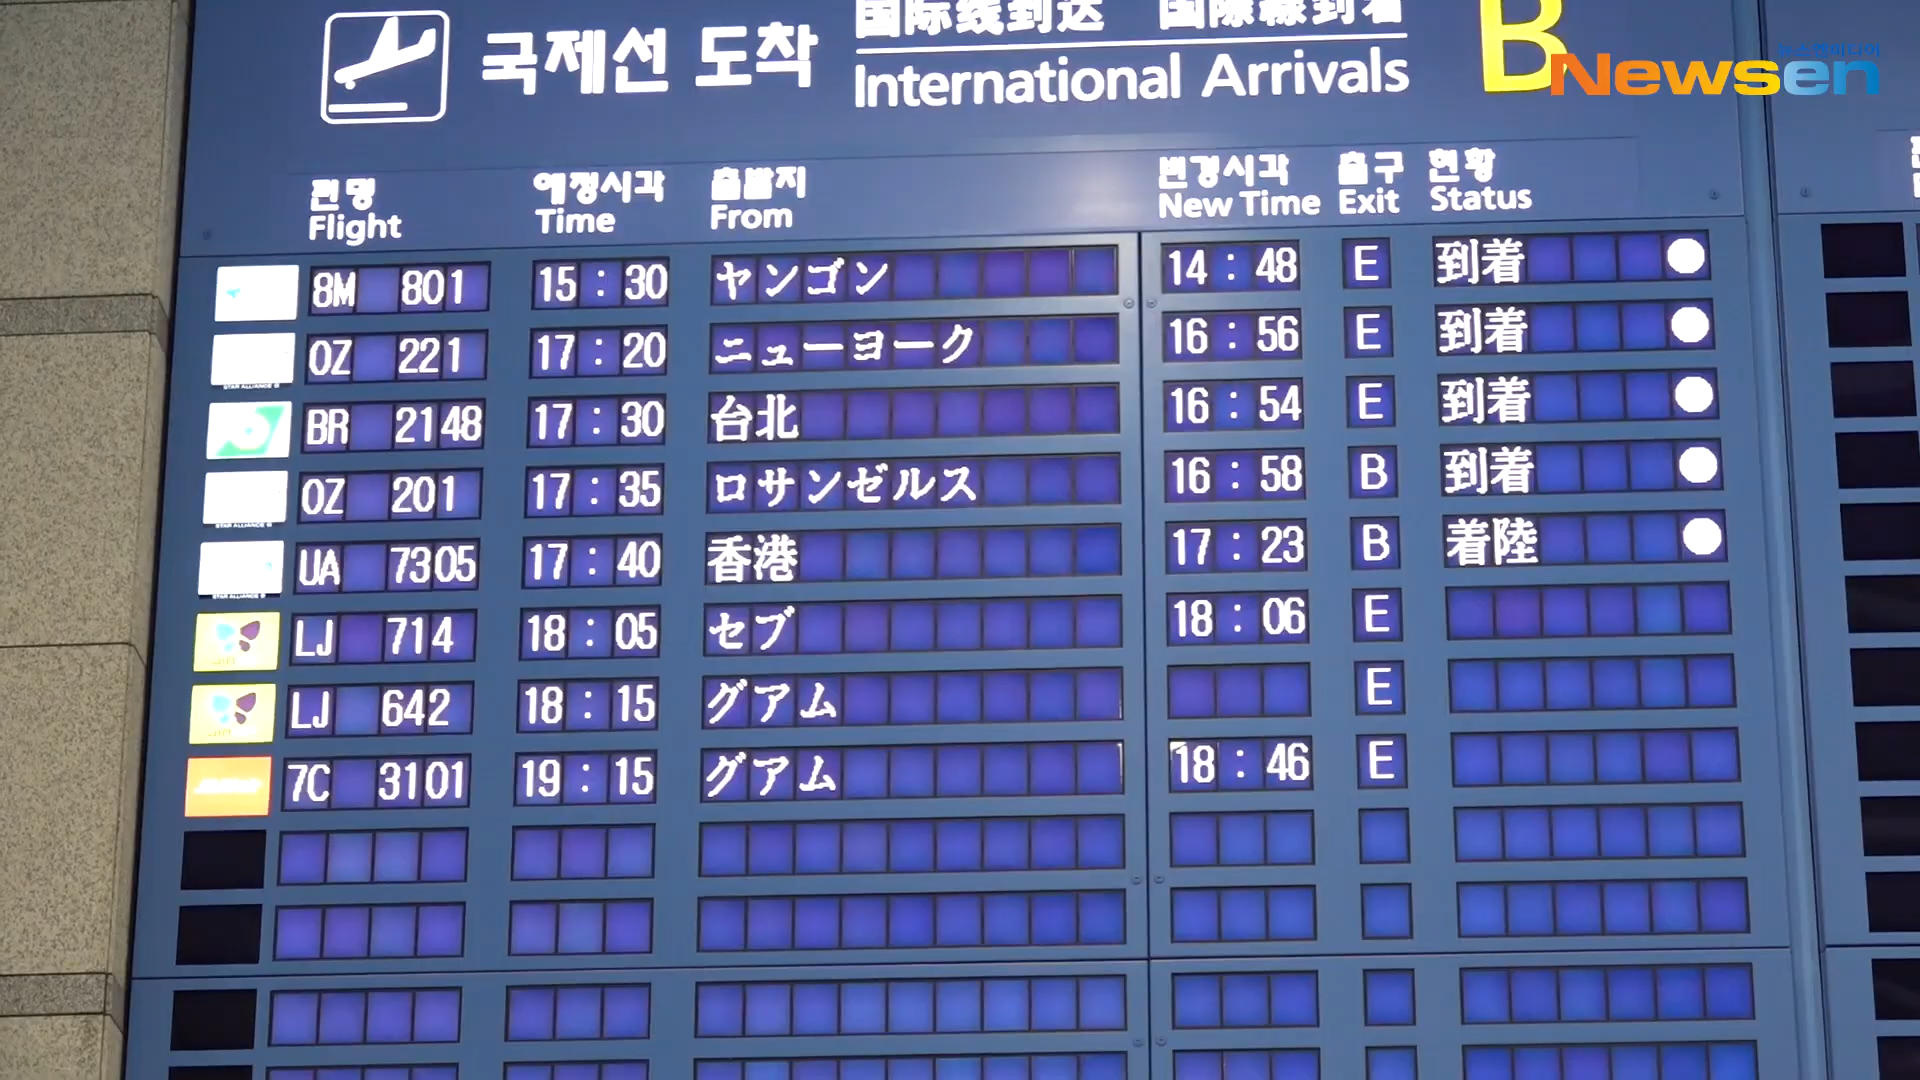 国际线到达 国際線到着
국제선 도착
International Arrivals
B
Newsen
편명 예정시각 출발지 변경시각 출구 현황
Flight Time From New Time Exit Status
8M 801 15:30 ヤンゴン 14:48 E 到着
OZ 221 17:20 ニューヨーク 16:56 E 到着
BR 2148 17:30 台北 16:54 E 到着
OZ 201 17:35 ロサンゼルス 16:58 B 到着
UA 7305 17:40 香港 17:23 B 着陸
LJ 714 18:05 セブ 18:06 E
LJ 642 18:15 グアム E
7C 3101 19:15 グアム 18:46 E